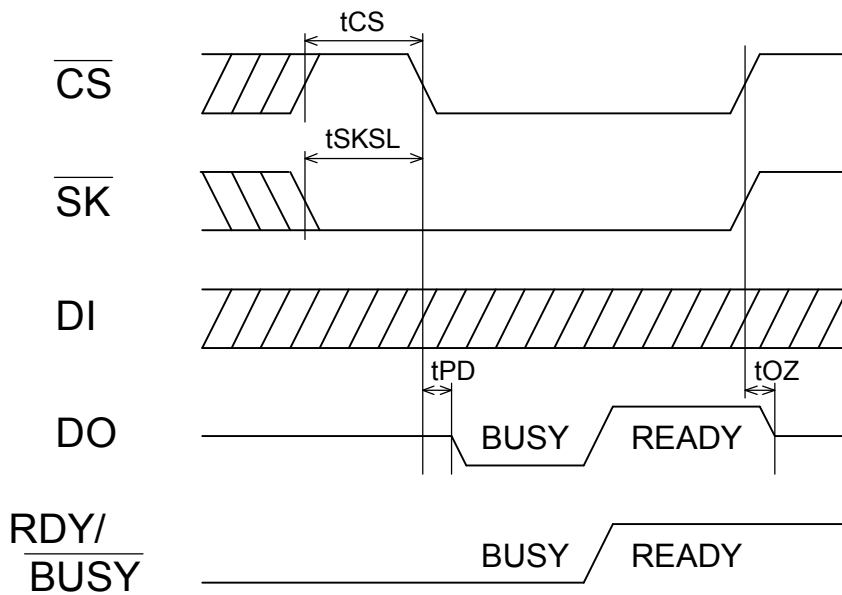 tCS
CS
tSKSL
SK
DI
tPD
tOZ
DO
BUSY READY
RDY/
BUSY
BUSY READY